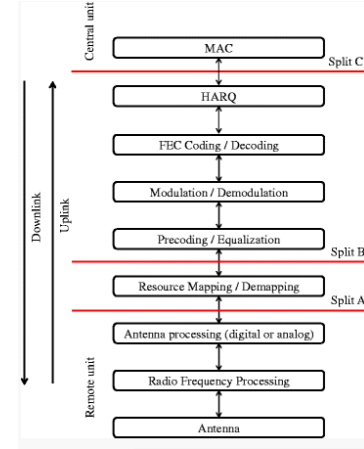 Central unit
MAC
Split C
HARQ
FEC Coding / Decoding
Modulation / Demodulation
Downlink
Uplink
Precoding / Equalization
Split B
Resource Mapping / Demapping
Split A
Antenna processing (digital or analog)
Remote unit
Radio Frequency Processing
Antenna